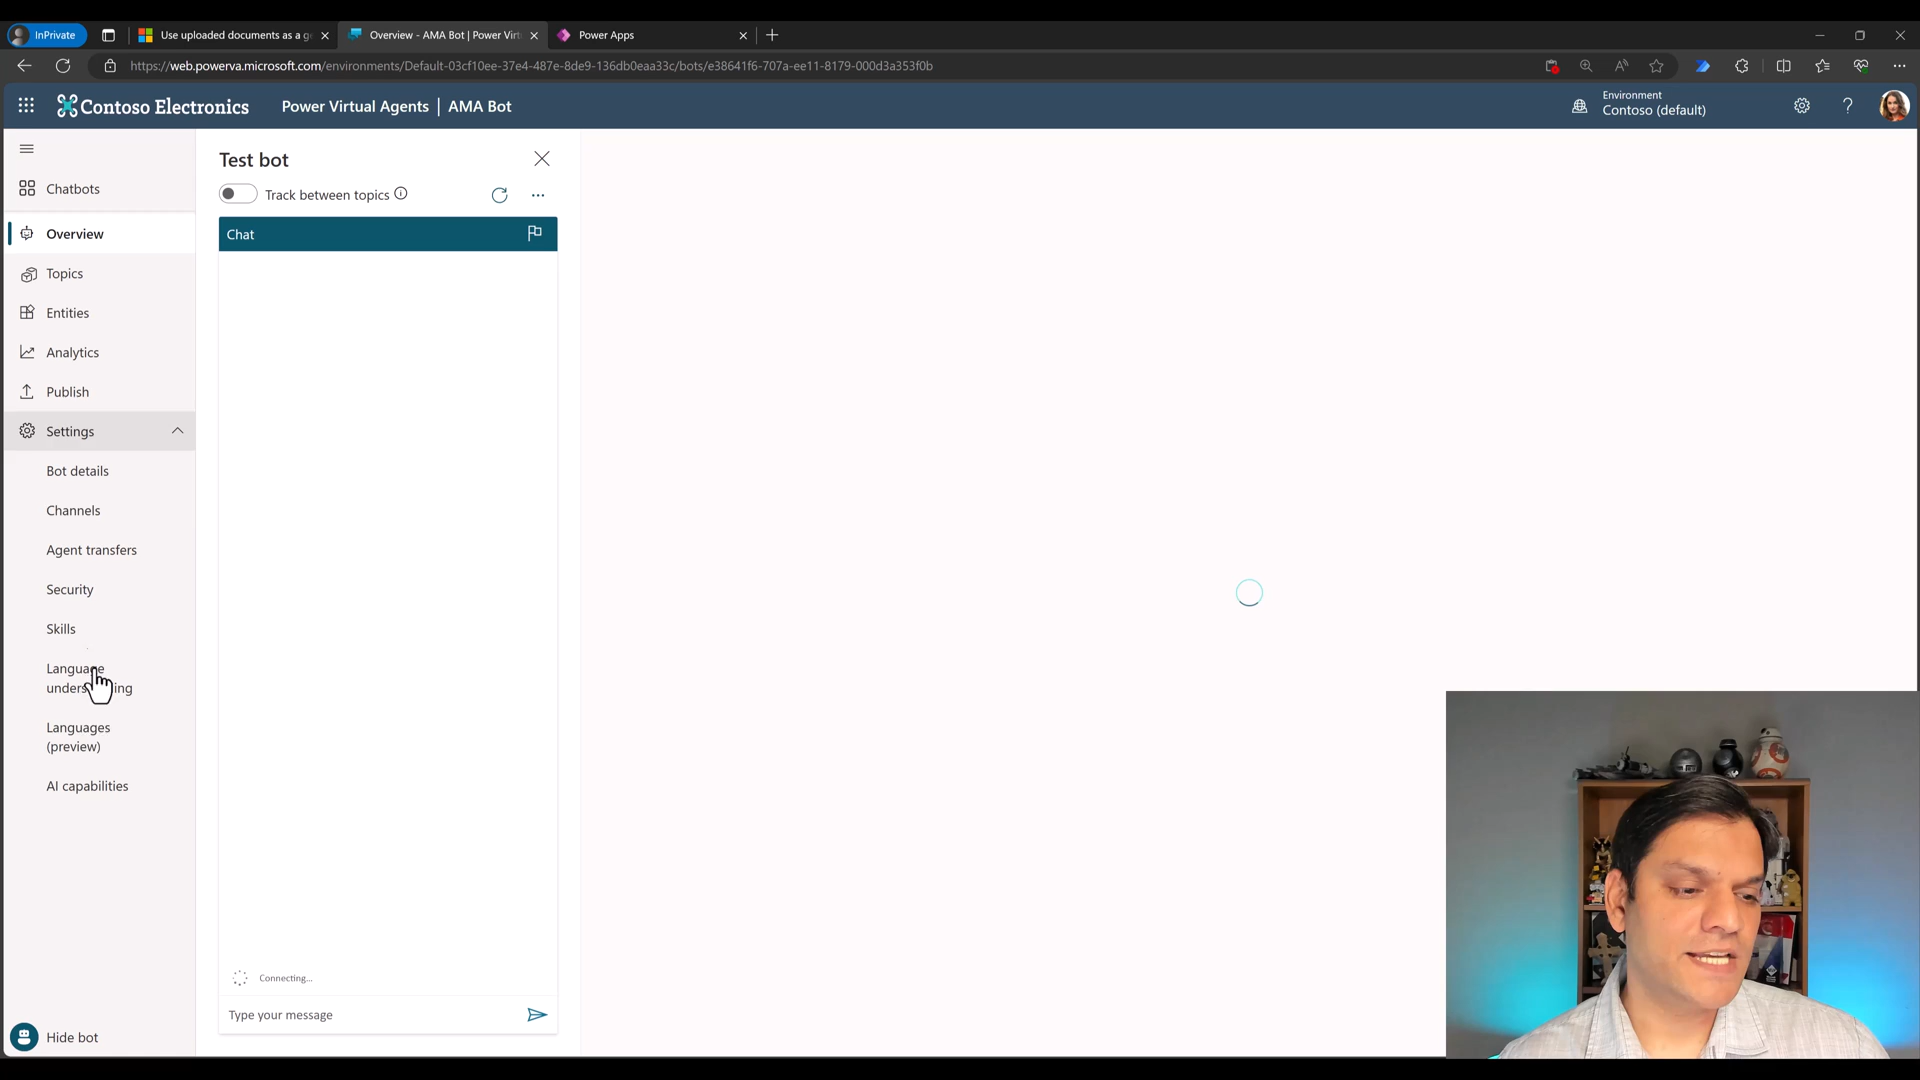 InPrivate
Use uploaded documents as a ge
Overview - AMA Bot | Power Virt
Power Apps
https://web.powerva.microsoft.com/environments/Default-03cf10ee-37e4-487e-8de9-136db0eaa33c/bots/e38641f6-707a-ee11-8179-000d3a353f0b
Contoso Electronics
Power Virtual Agents | AMA Bot
Environment
Contoso (default)
Test bot
Track between topics
Chat
Chatbots
Overview
Topics
Entities
Analytics
Publish
Settings
Bot details
Channels
Agent transfers
Security
Skills
Language
unders ing
Languages
(preview)
AI capabilities
Connecting...
Type your message
Hide bot